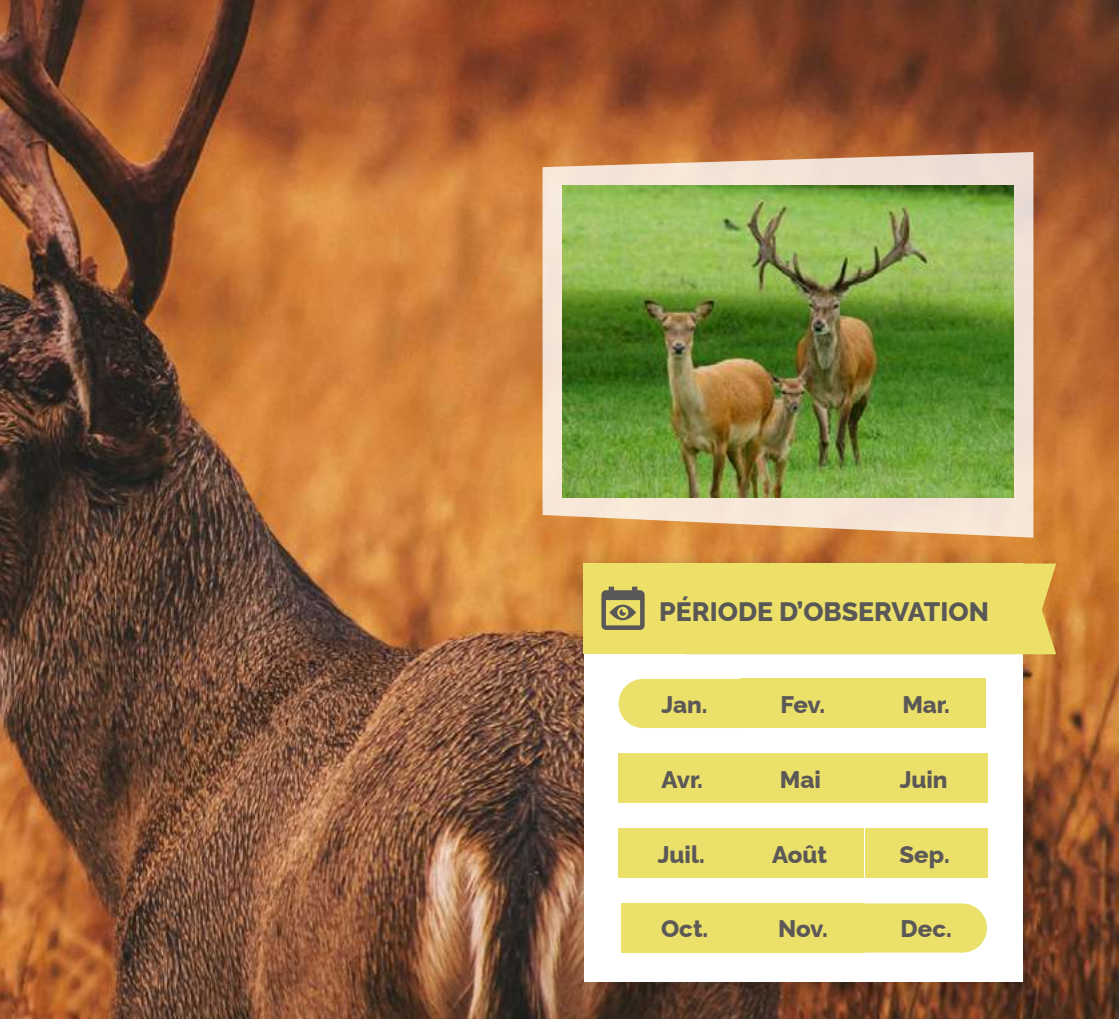 PÉRIODE D'OBSERVATION
Jan. Fev. Mar.
Avr. Mai Juin
Juil. Août Sep.
Oct. Nov. Dec.